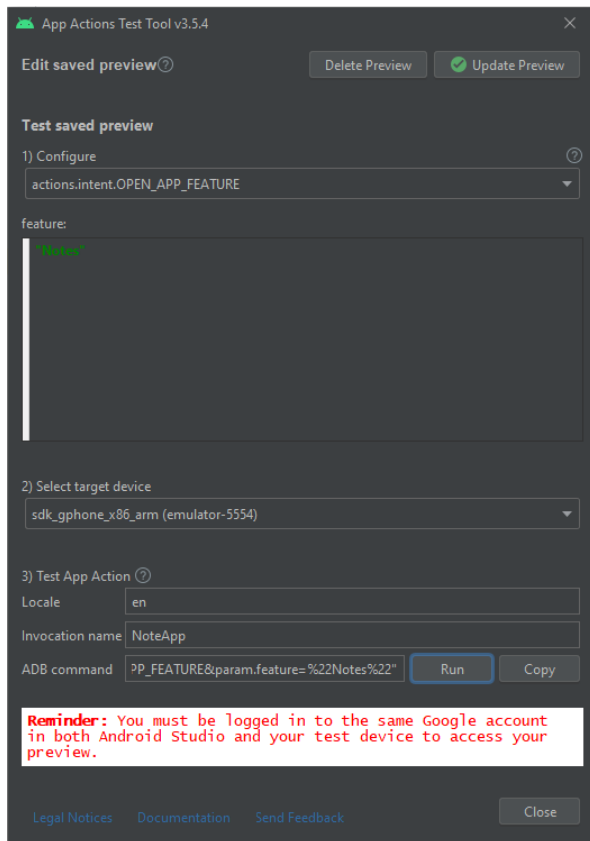 App Actions Test Tool v3.5.4
Edit saved preview
Delete Preview
Update Preview
Test saved preview
1) Configure
actions.intent.OPEN_APP_FEATURE
feature:
"Notes"
2) Select target device
sdk_gphone_x86_arm (emulator-5554)
3) Test App Action
Locale
en
Invocation name
NoteApp
ADB command
PP_FEATURE&param.feature=%22Notes%22"
Run
Copy
Reminder: You must be logged in to the same Google account
in both Android Studio and your test device to access your
preview.
Legal Notices
Documentation
Send Feedback
Close